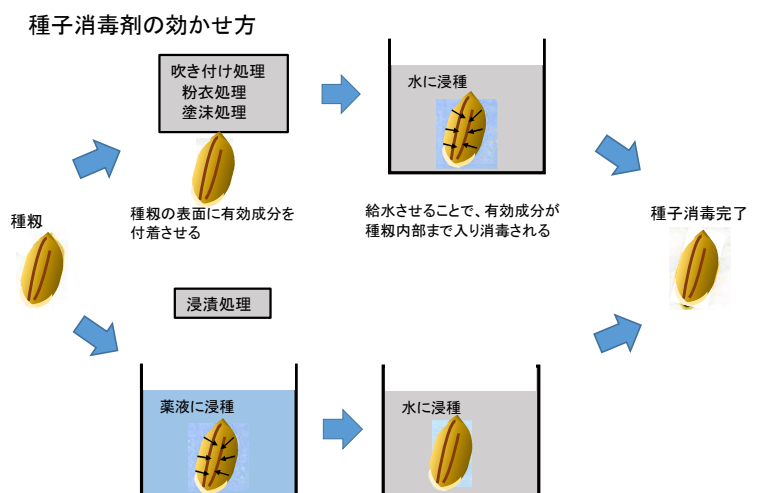 種子消毒剤の効かせ方
吹き付け処理
粉衣処理
塗沫処理
水に浸種
種籾
種籾の表面に有効成分を
付着させる
給水させることで、有効成分が
種籾内部まで入り消毒される
種子消毒完了
浸漬処理
薬液に浸種
水に浸種